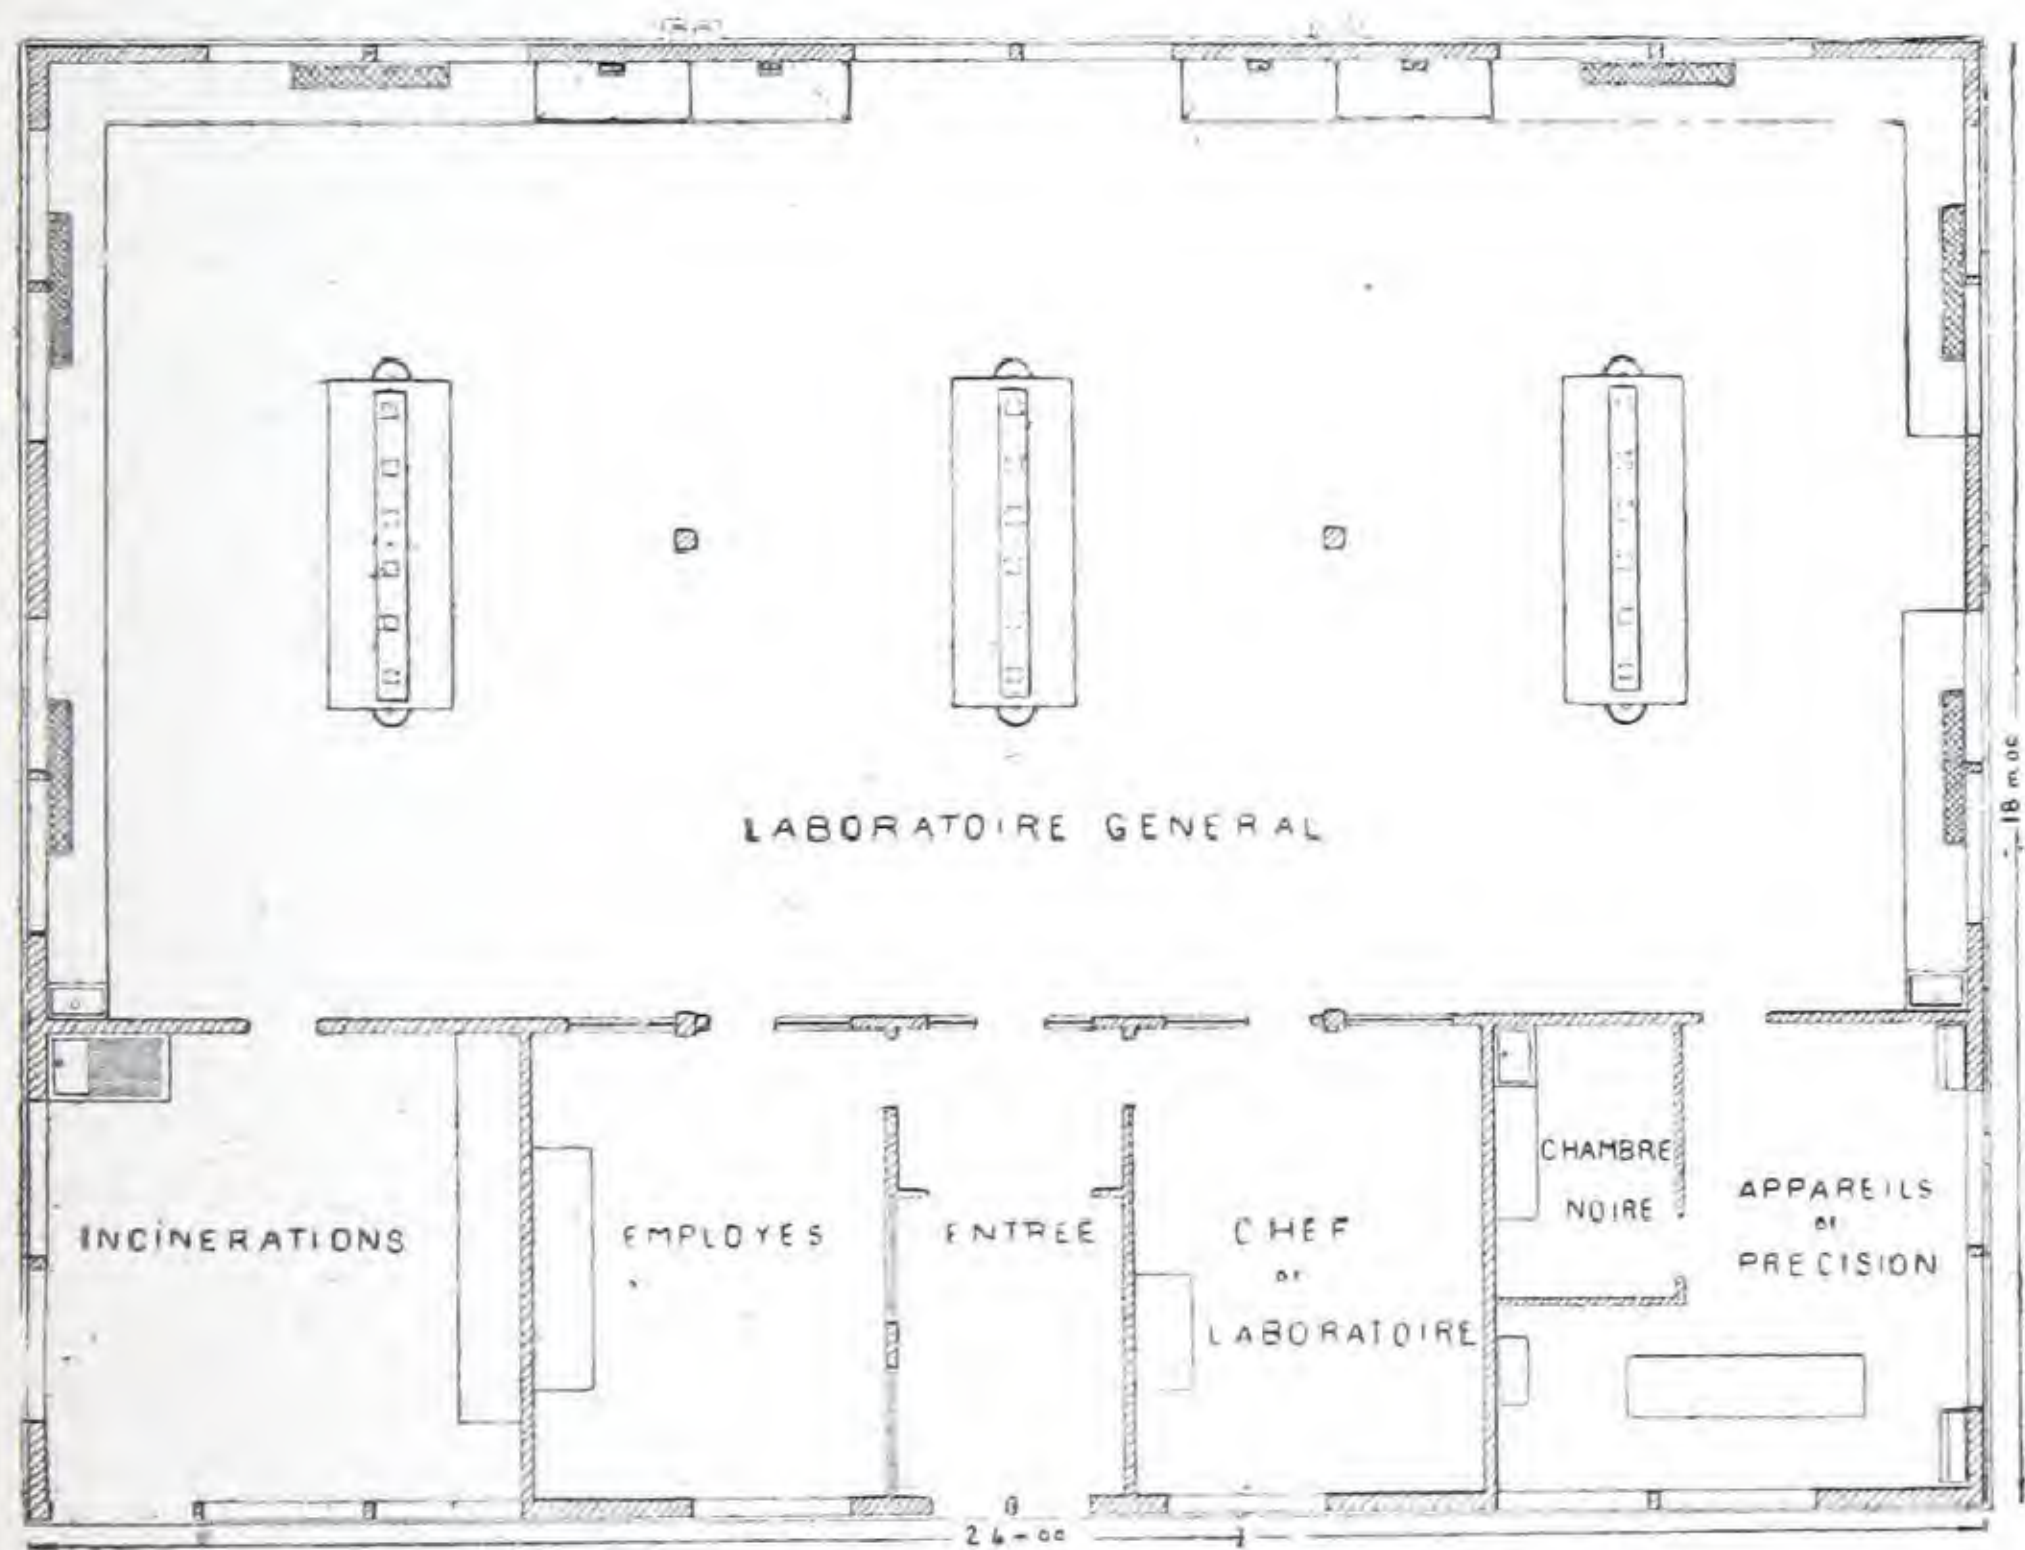 LABORATOIRE GENERAL
18 m 00
INCINERATIONS
EMPLOYES
ENTREE
CHEF
DE
LABORATOIRE
CHAMBRE
NOIRE
APPAREILS
DE
PRECISION
24 m 00